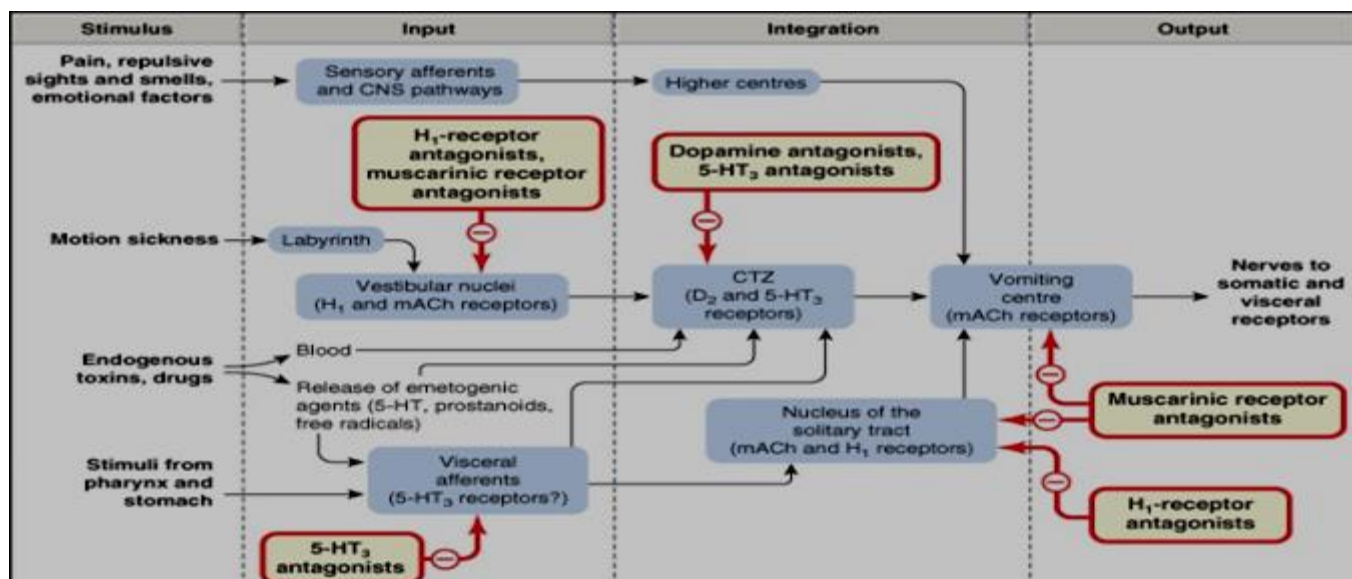 Stimulus
Input
Integration
Output
Pain, repulsive
sights and smells,
emotional factors
Sensory afferents
and CNS pathways
Higher centres
H₁-receptor
antagonists,
muscarinic receptor
antagonists
Dopamine antagonists,
5-HT₃ antagonists
Motion sickness
Labyrinth
Vestibular nuclei
(H₁ and mACh receptors)
CTZ
(D₂ and 5-HT₃
receptors)
Vomiting
centre
(mACh receptors)
Nerves to
somatic and
visceral
receptors
Endogenous
toxins, drugs
Blood
Release of emetogenic
agents (5-HT, prostanoids,
free radicals)
Nucleus of the
solitary tract
(mACh and H₁ receptors)
Muscarinic receptor
antagonists
Stimuli from
pharynx and
stomach
Visceral
afferents
(5-HT₃ receptors?)
H₁-receptor
antagonists
5-HT₃
antagonists